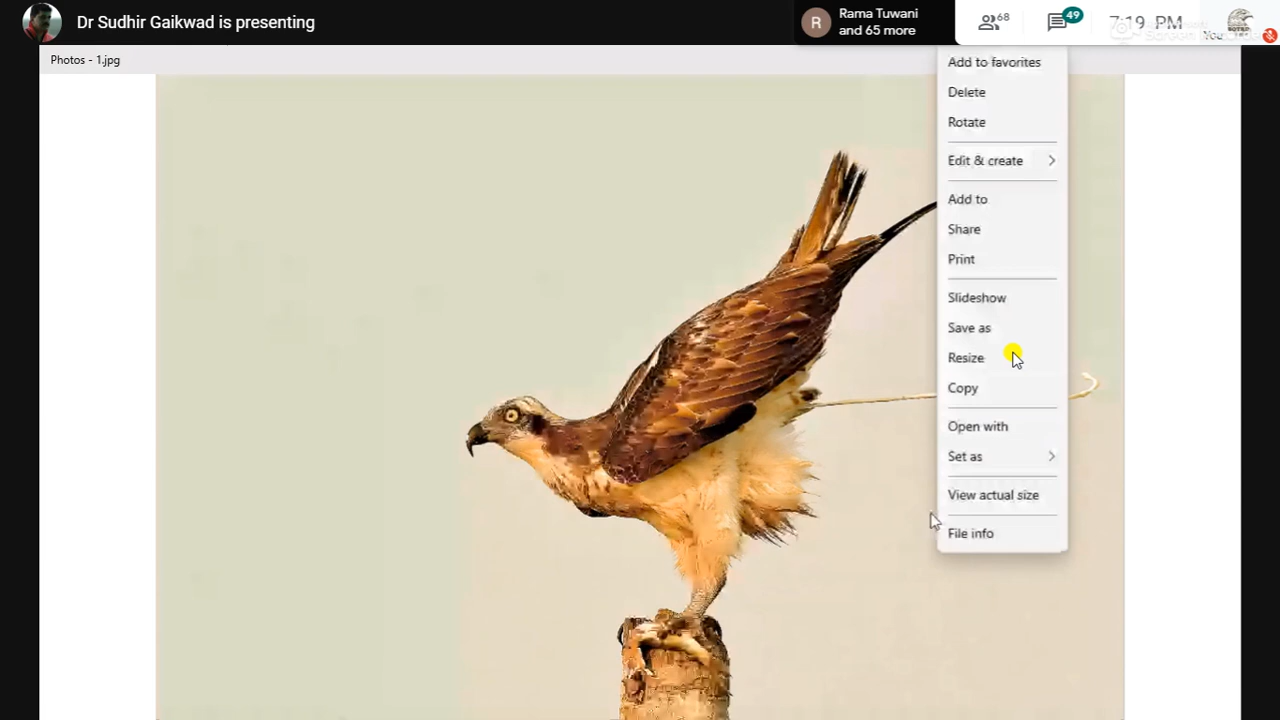 Dr Sudhir Gaikwad is presenting
R
Rama Tuwani
and 65 more
68
49
7:19 PM
You
Photos - 1.jpg
Add to favorites
Delete
Rotate
Edit & create
Add to
Share
Print
Slideshow
Save as
Resize
Copy
Open with
Set as
View actual size
File info